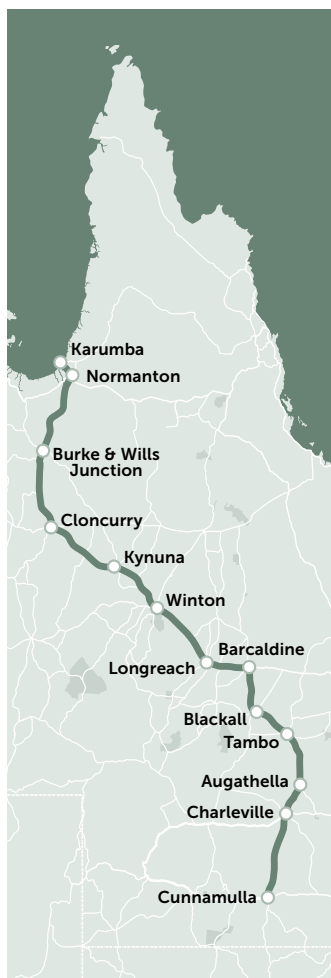 Karumba
Normanton
Burke & Wills
Junction
Cloncurry
Kynuna
Winton
Barcaldine
Longreach
Blackall
Tambo
Augathella
Charleville
Cunnamulla